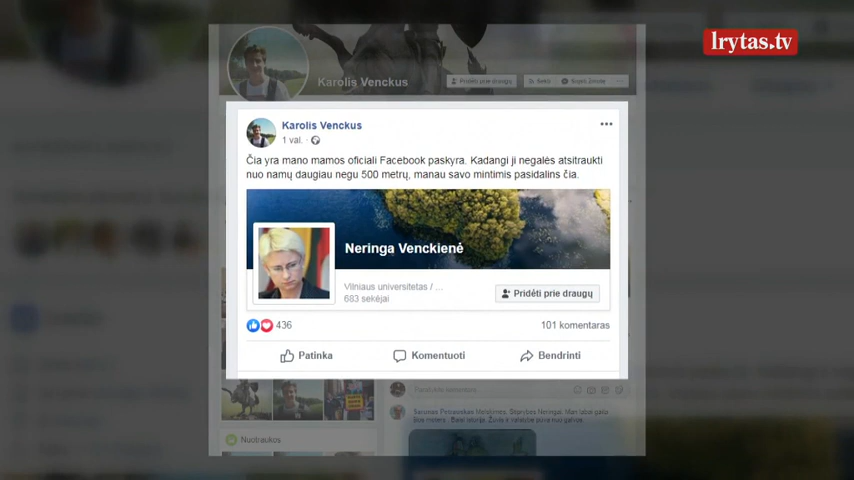 lrytas.tv
Karolis Venckus
Pridėti prie draugų
Karolis Venckus
1 val.
Čia yra mano mamos oficiali Facebook paskyra. Kadangi ji negalės atsitraukti
nuo namų daugiau negu 500 metrų, manau savo mintimis pasidalins čia.
Neringa Venckienė
Vilniaus universitetas / ...
683 sekėjai
Pridėti prie draugų
436
101 komentaras
Patinka
Komentuoti
Bendrinti
Nuotraukos